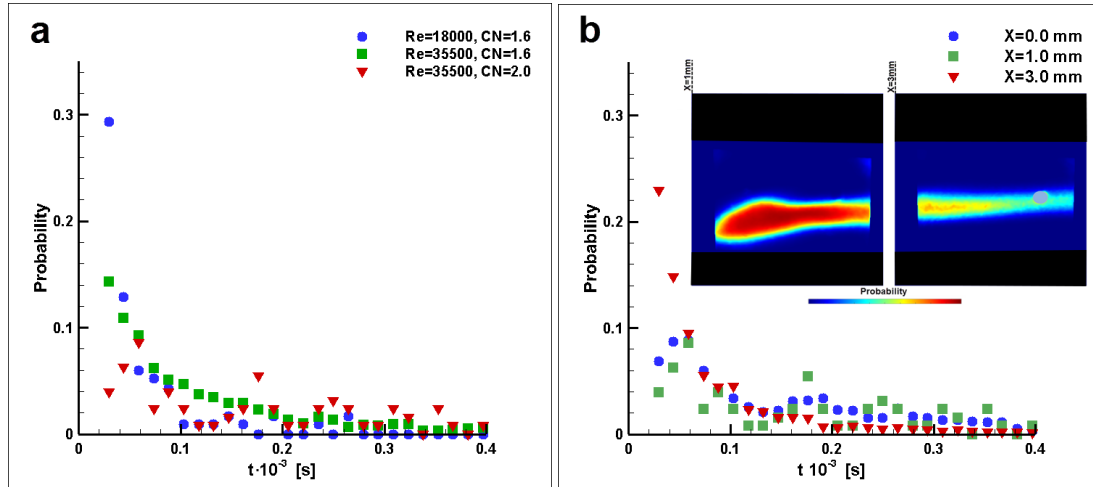 a
Re=18000, CN=1.6
Re=35500, CN=1.6
Re=35500, CN=2.0
0.3
0.2
0.1
0
Probability
0
0.1
0.2
0.3
0.4
t·10⁻³ [s]
b
X=0.0 mm
X=1.0 mm
X=3.0 mm
X=1mm
X=3mm
Probability
0.3
0.2
0.1
0
Probability
0
0.1
0.2
0.3
0.4
t 10⁻³ [s]